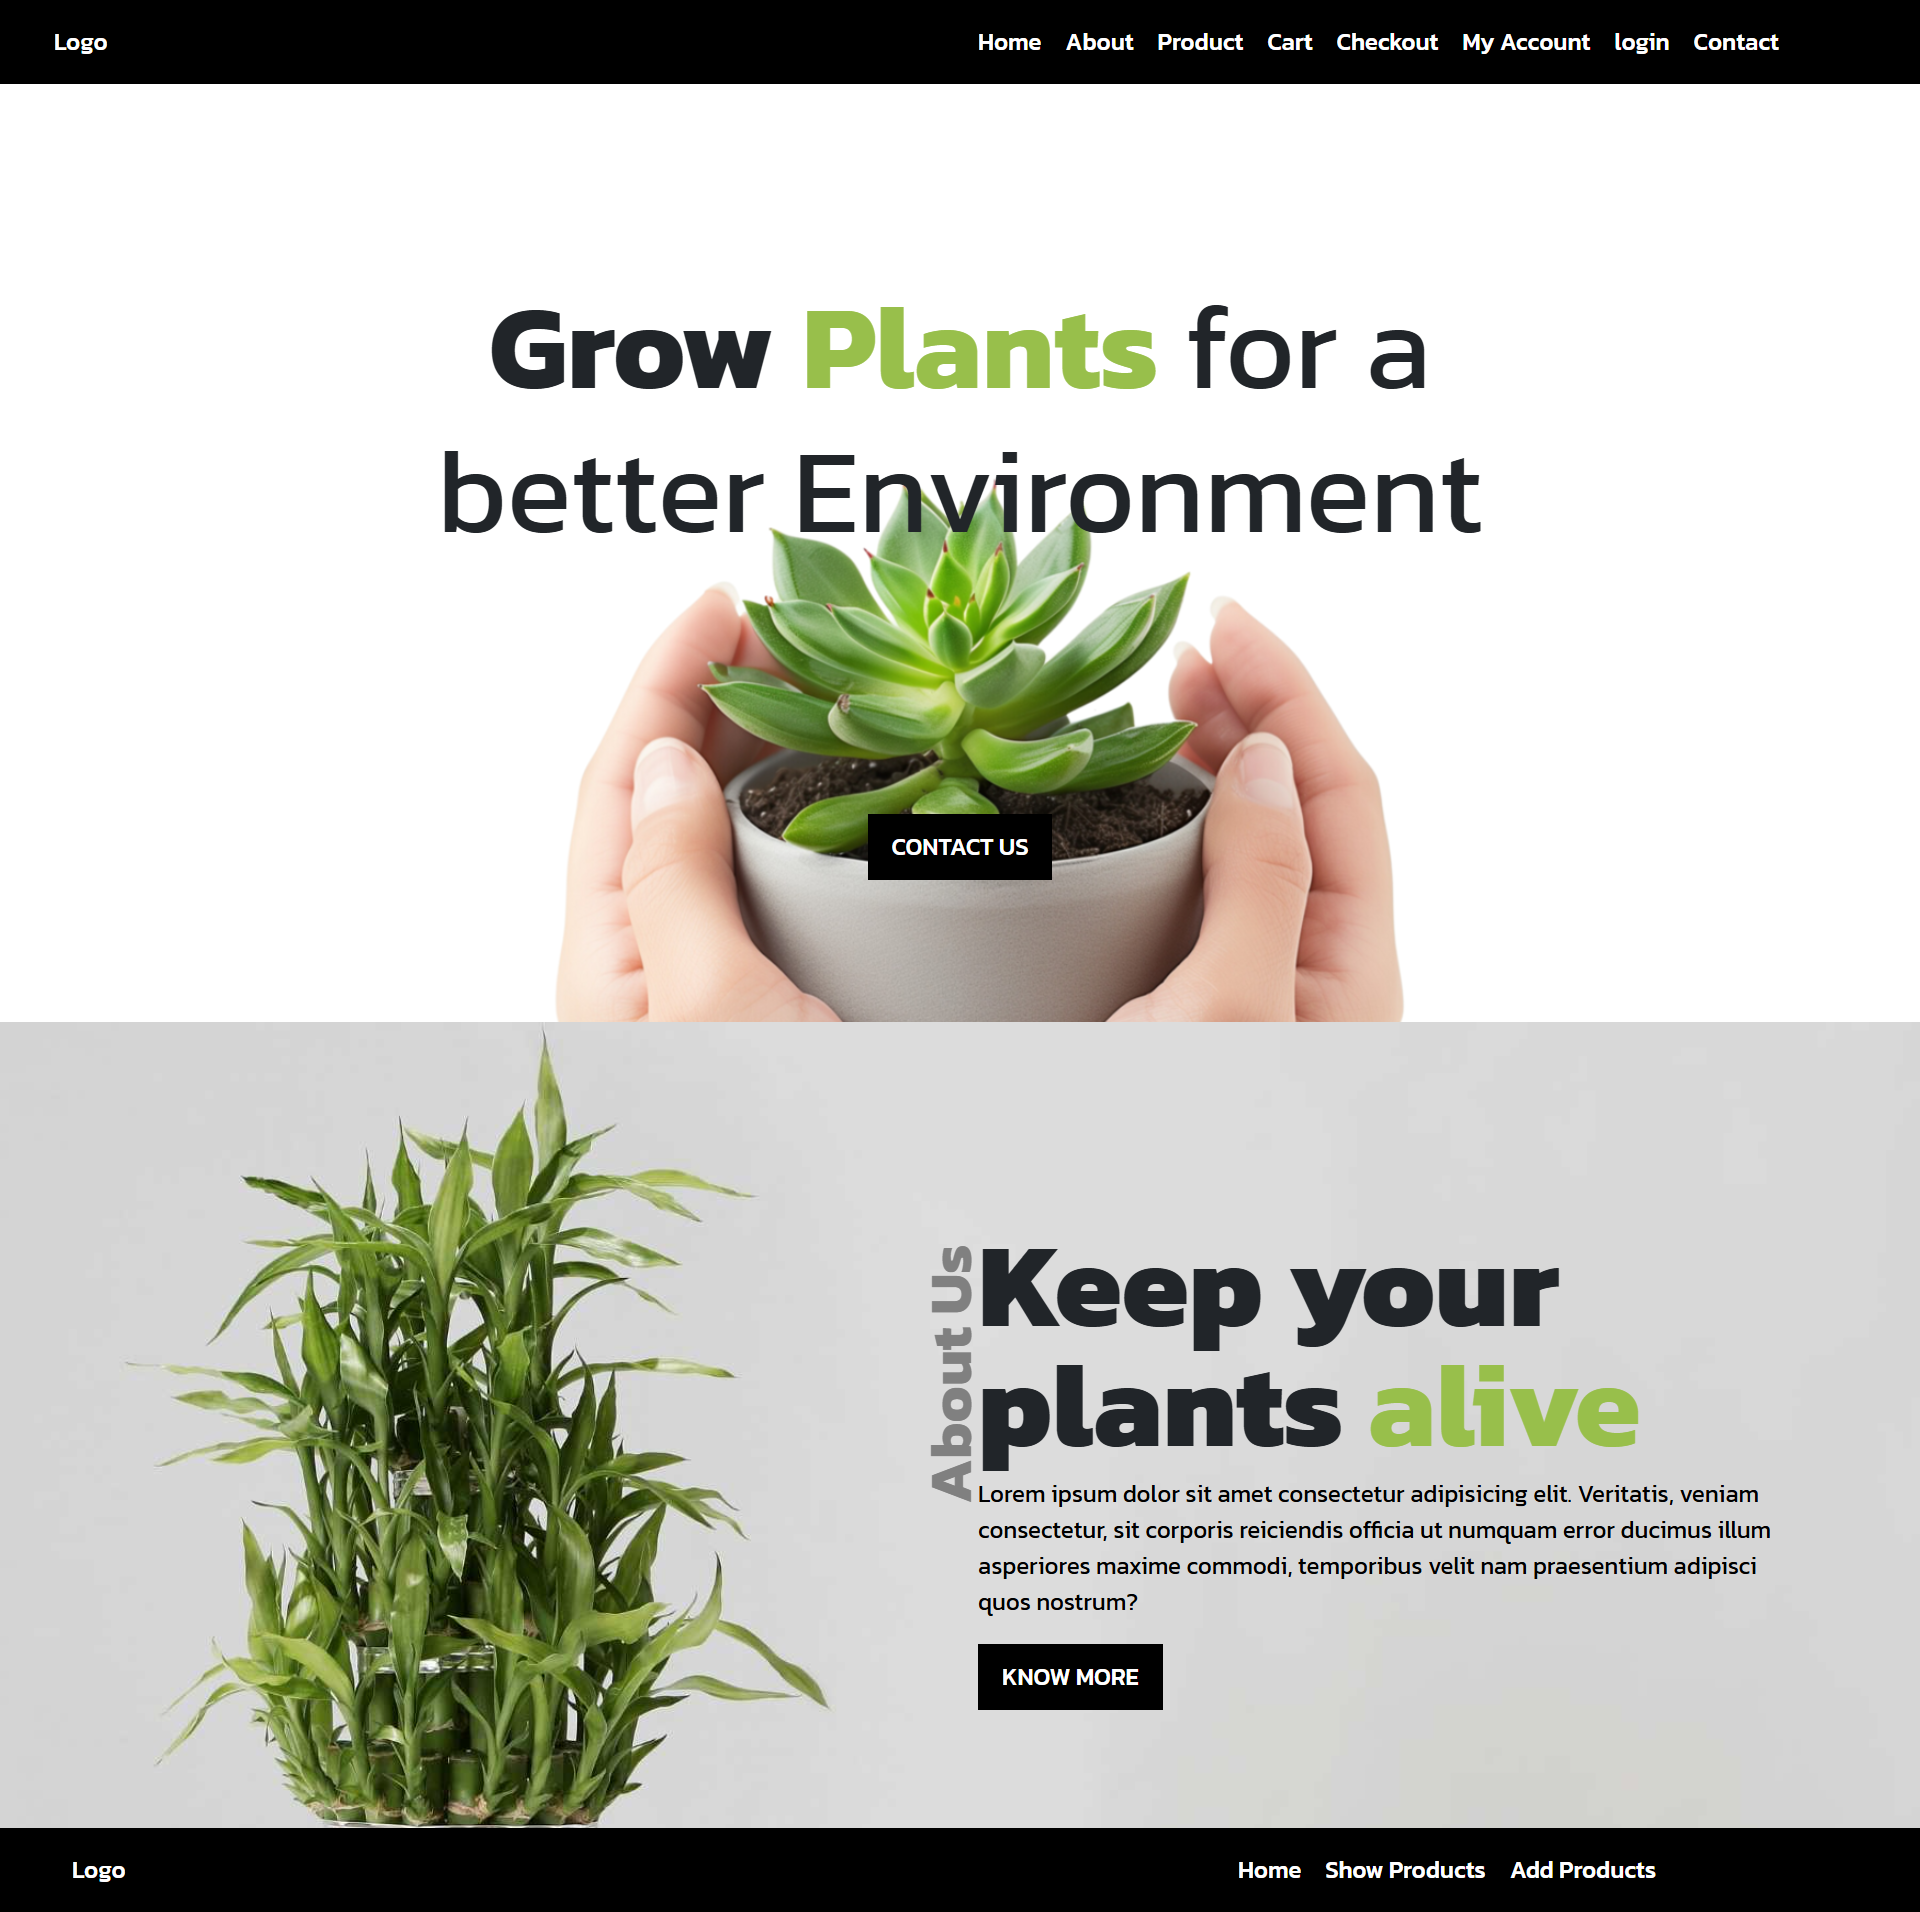 Logo
Home About Product Cart Checkout My Account login Contact
Grow Plants for a
better Environment
CONTACT US
About Us
Keep your
plants alive
Lorem ipsum dolor sit amet consectetur adipisicing elit. Veritatis, veniam
consectetur, sit corporis reiciendis officia ut numquam error ducimus illum
asperiores maxime commodi, temporibus velit nam praesentium adipisci
quos nostrum?
KNOW MORE
Logo
Home Show Products Add Products